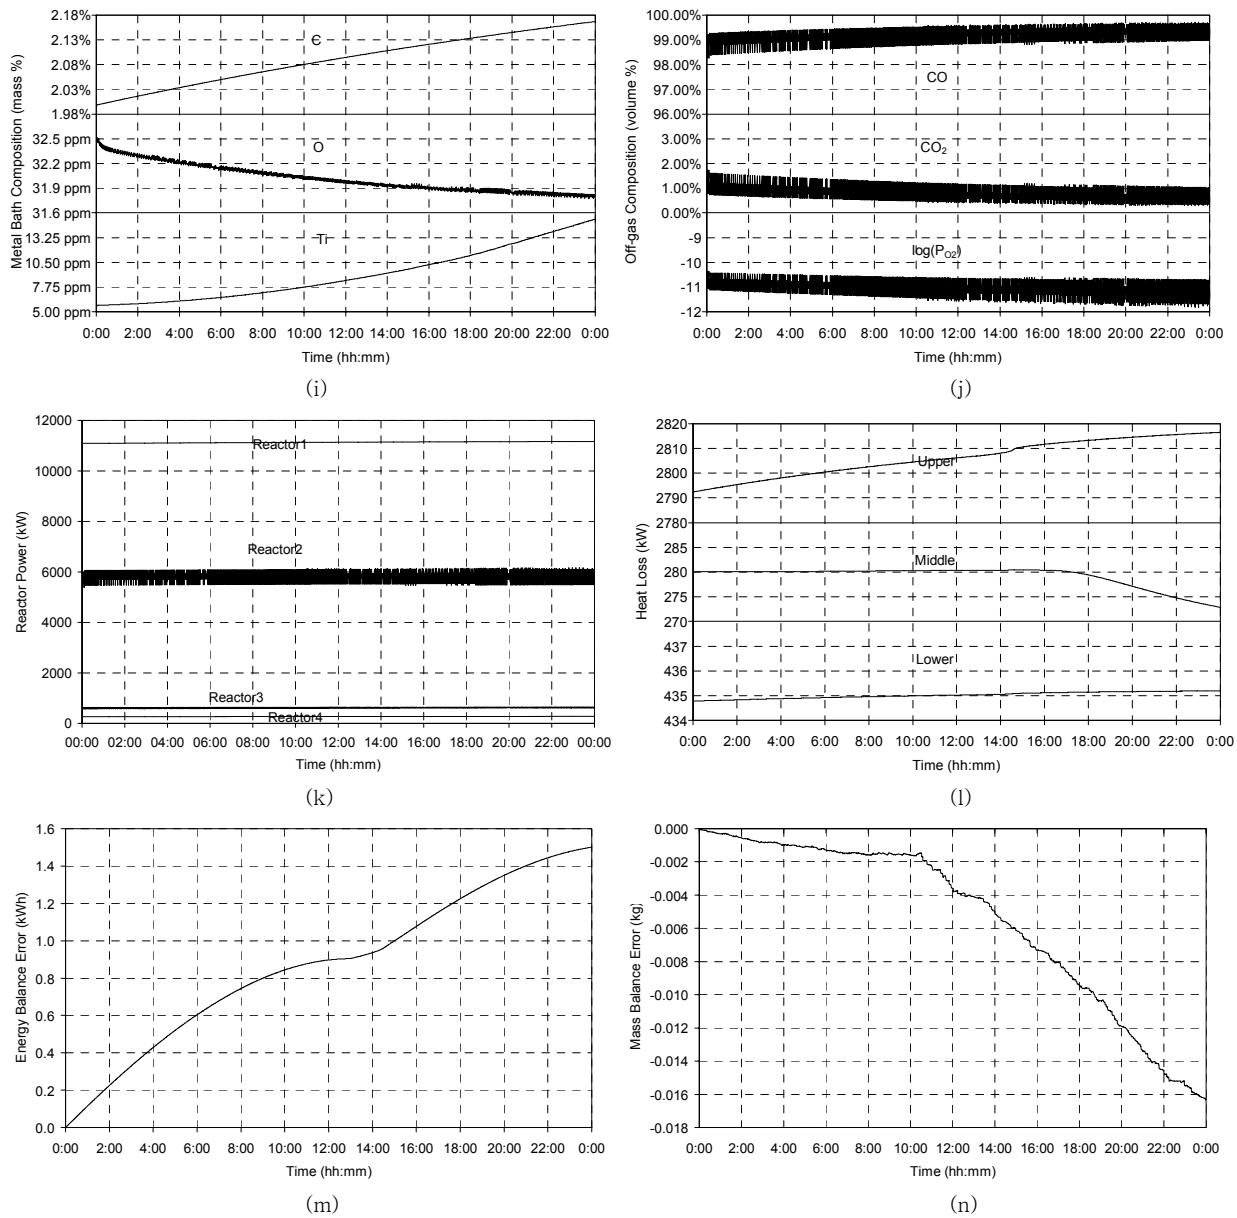 2.18%
2.13%
2.08%
2.03%
1.98%
32.5 ppm
32.2 ppm
31.9 ppm
31.6 ppm
13.25 ppm
10.50 ppm
7.75 ppm
5.00 ppm
Metal Bath Composition (mass %)
C
O
Ti
0:00 2:00 4:00 6:00 8:00 10:00 12:00 14:00 16:00 18:00 20:00 22:00 0:00
Time (hh:mm)
(i)
100.00%
99.00%
98.00%
97.00%
96.00%
3.00%
2.00%
1.00%
0.00%
-9
-10
-11
-12
Off-gas Composition (volume %)
CO
CO2
log(PO2)
0:00 2:00 4:00 6:00 8:00 10:00 12:00 14:00 16:00 18:00 20:00 22:00 0:00
Time (hh:mm)
(j)
12000
10000
8000
6000
4000
2000
0
Reactor Power (kW)
Reactor1
Reactor2
Reactor3
Reactor4
00:00 02:00 04:00 06:00 08:00 10:00 12:00 14:00 16:00 18:00 20:00 22:00 00:00
Time (hh:mm)
(k)
2820
2810
2800
2790
2780
285
280
275
270
437
436
435
434
Heat Loss (kW)
Upper
Middle
Lower
0:00 2:00 4:00 6:00 8:00 10:00 12:00 14:00 16:00 18:00 20:00 22:00 0:00
Time (hh:mm)
(l)
1.6
1.4
1.2
1.0
0.8
0.6
0.4
0.2
0.0
Energy Balance Error (kWh)
0:00 2:00 4:00 6:00 8:00 10:00 12:00 14:00 16:00 18:00 20:00 22:00 0:00
Time (hh:mm)
(m)
0.000
-0.002
-0.004
-0.006
-0.008
-0.010
-0.012
-0.014
-0.016
-0.018
Mass Balance Error (kg)
0:00 2:00 4:00 6:00 8:00 10:00 12:00 14:00 16:00 18:00 20:00 22:00 0:00
Time (hh:mm)
(n)